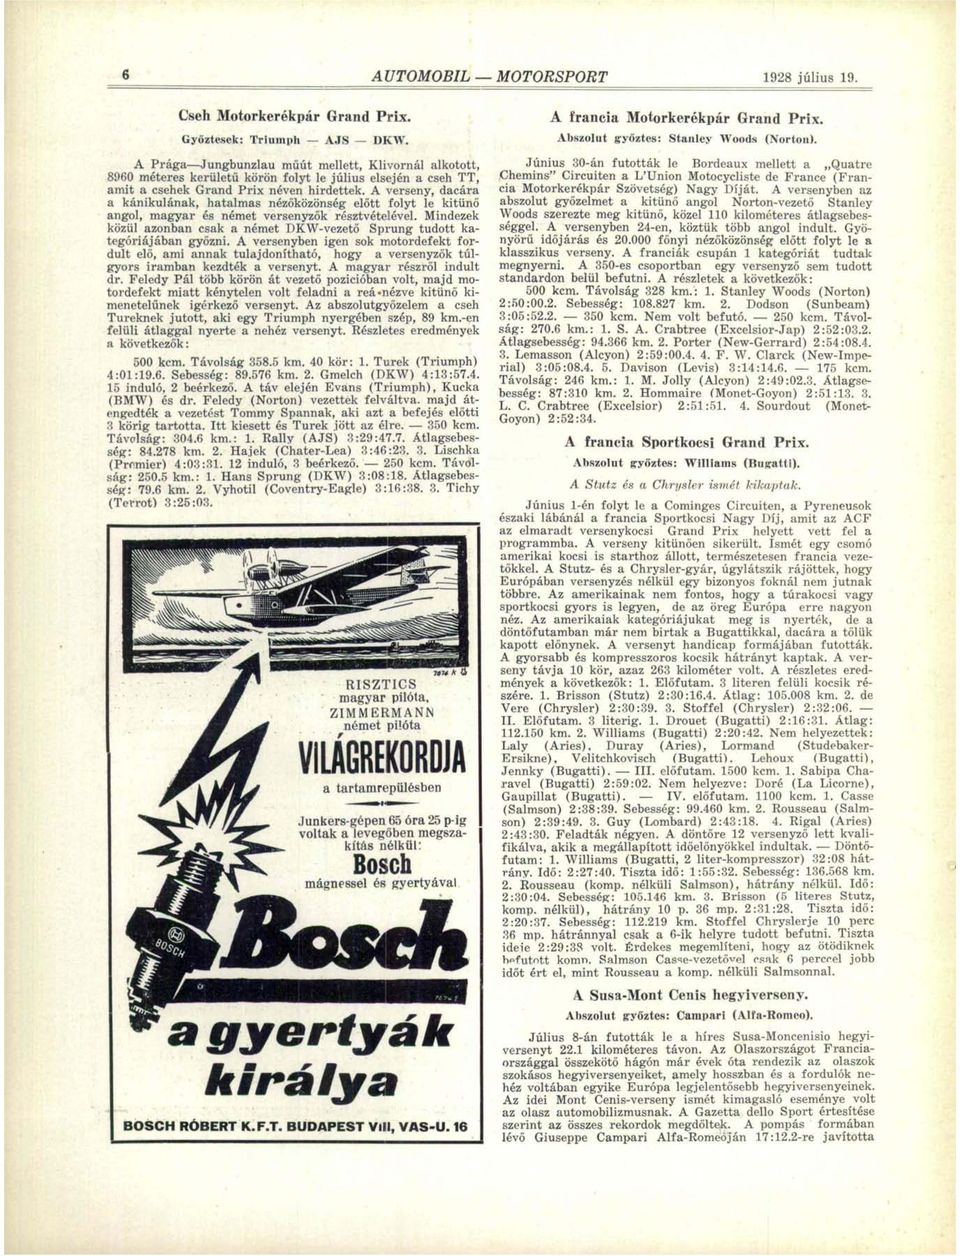 6 AUTOMOBIL — MOTORSPORT 1928 július 19.
Cseh Motorkerékpár Grand Prix.
Győztesek: Triumph — AJS — DKW.
A Prága—Jungbunzlau műút mellett, Klivornál alkotott,
8960 méteres kerületű körön folyt le július elsején a cseh TT,
amit a csehek Grand Prix néven hirdettek. A verseny, dacára
a kánikulának, hatalmas nézőközönség előtt folyt le kitünő
angol, magyar és német versenyzők résztvételével. Mindezek
közül azonban csak a német DKW-vezető Sprung tudott ka-
tegóriájában győzni. A versenyben igen sok motordefekt for-
dult elő, ami annak tulajdonítható, hogy a versenyzők túl-
gyors iramban kezdték a versenyt. A magyar részről indult
dr. Feledy Pál több körön át vezető pozicióban volt, majd mo-
tordefekt miatt kénytelen volt feladni a reá-nézve kitünő ki-
menetelűnek igérkező versenyt. Az abszolutgyőzelem a cseh
Tureknek jutott, aki egy Triumph nyergében szép, 89 km.-en
felüli átlaggal nyerte a nehéz versenyt. Részletes eredmények
a következők:
500 kcm. Távolság 358.5 km. 40 kör: 1. Turek (Triumph)
4:01:19.6. Sebesség: 89.576 km. 2. Gmelch (DKW) 4:13:57.4.
15 induló, 2 beérkező. A táv elején Evans (Triumph), Kucka
(BMW) és dr. Feledy (Norton) vezettek felváltva. majd át-
engedték a vezetést Tommy Spannak, aki azt a befejés előtti
3 körig tartotta. Itt kiesett és Turek jött az élre. — 350 kcm.
Távolság: 304.6 km.: 1. Rally (AJS) 3:29:47.7. Átlagsebes-
ség: 84.278 km. 2. Hajek (Chater-Lea) 3:46:23. 3. Lischka
(Premier) 4:03:31. 12 induló, 3 beérkező. — 250 kcm. Távol-
ság: 250.5 km.: 1. Hans Sprung (DKW) 3:08:18. Átlagsebes-
ség: 79.6 km. 2. Vyhotil (Coventry-Eagle) 3:16:38. 3. Tichy
(Terrot) 3:25:03.
RISZTICS
magyar pilóta,
ZIMMERMANN
német pilóta
VILÁGREKORDJA
a tartamrepülésben
Junkers-gépen 65 óra 25 p-ig
voltak a levegőben megsza-
kítás nélkül:
Bosch
mágnessel és gyertyával
BOSCH
Bosch
a gyertyák
királya
BOSCH RÓBERT K.F.T. BUDAPEST VIII, VAS-U. 16
A francia Motorkerékpár Grand Prix.
Abszolut győztes: Stanley Woods (Norton).
Június 30-án futották le Bordeaux mellett a „Quatre
Chemins" Circuiten a L'Union Motocycliste de France (Fran-
cia Motorkerékpár Szövetség) Nagy Díját. A versenyben az
abszolut győzelmet a kitünő angol Norton-vezető Stanley
Woods szerezte meg kitünő, közel 110 kilométeres átlagsebes-
séggel. A versenyben 24-en, köztük több angol indult. Gyö-
nyörű időjárás és 20.000 főnyi nézőközönség előtt folyt le a
klasszikus verseny. A franciák csupán 1 kategóriát tudtak
megnyerni. A 350-es csoportban egy versenyző sem tudott
standardon belül befutni. A részletek a következők:
500 kcm. Távolság 328 km.: 1. Stanley Woods (Norton)
2:50:00.2. Sebesség: 108.827 km. 2. Dodson (Sunbeam)
3:05:52.2. — 350 kcm. Nem volt befutó. — 250 kcm. Távol-
ság: 270.6 km.: 1. S. A. Crabtree (Excelsior-Jap) 2:52:03.2.
Átlagsebesség: 94.366 km. 2. Porter (New-Gerrard) 2:54:08.4.
3. Lemasson (Alcyon) 2:59:00.4. 4. F. W. Clarck (New-Impe-
rial) 3:05:08.4. 5. Davison (Levis) 3:14:14.6. — 175 kcm.
Távolság: 246 km.: 1. M. Jolly (Alcyon) 2:49:02.3. Átlagse-
besség: 87:310 km. 2. Hommaire (Monet-Goyon) 2:51:13. 3.
L. C. Crabtree (Excelsior) 2:51:51. 4. Sourdout (Monet-
Goyon) 2:52:34.
A francia Sportkocsi Grand Prix.
Abszolut győztes: Williams (Bugatti).
A Stutz és a Chrysler ismét kikaptak.
Június 1-én folyt le a Cominges Circuiten, a Pyreneusok
északi lábánál a francia Sportkocsi Nagy Díj, amit az ACF
az elmaradt versenykocsi Grand Prix helyett vett fel a
programmba. A verseny kitünően sikerült. Ismét egy csomó
amerikai kocsi is starthoz állott, természetesen francia veze-
tőkkel. A Stutz- és a Chrysler-gyár, úgylátszik rájöttek, hogy
Európában versenyzés nélkül egy bizonyos foknál nem jutnak
többre. Az amerikainak nem fontos, hogy a túrakocsi vagy
sportkocsi gyors is legyen, de az öreg Európa erre nagyon
néz. Az amerikaiak kategóriájukat meg is nyerték, de a
döntőfutamban már nem birtak a Bugattikkal, dacára a tőlük
kapott előnynek. A versenyt handicap formájában futották.
A gyorsabb és kompresszoros kocsik hátrányt kaptak. A ver-
seny távja 10 kör, azaz 263 kilométer volt. A részletes ered-
mények a következők: 1. Előfutam. 3 literen felüli kocsik ré-
szére. 1. Brisson (Stutz) 2:30:16.4. Átlag: 105.008 km. 2. de
Vere (Chrysler) 2:30:39. 3. Stoffel (Chrysler) 2:32:06. —
II. Előfutam. 3 literig. 1. Drouet (Bugatti) 2:16:31. Átlag:
112.150 km. 2. Williams (Bugatti) 2:20:42. Nem helyezettek:
Laly (Aries), Duray (Aries), Lormand (Studebaker-
Ersikne), Velitchkovisch (Bugatti). Lehoux (Bugatti),
Jennky (Bugatti). — III. előfutam. 1500 kcm. 1. Sabipa Cha-
ravel (Bugatti) 2:59:02. Nem helyezve: Doré (La Licorne),
Gaupillat (Bugatti). — IV. előfutam. 1100 kcm. 1. Casse
(Salmson) 2:38:39. Sebesség: 99.460 km. 2. Rousseau (Salm-
son) 2:39:49. 3. Guy (Lombard) 2:43:18. 4. Rigal (Aries)
2:43:30. Feladták négyen. A döntőre 12 versenyző lett kvali-
fikálva, akik a megállapított időelőnyökkel indultak. — Döntő-
futam: 1. Williams (Bugatti, 2 liter-kompresszor) 32:08 hát-
rány. Idő: 2:27:40. Tiszta idő: 1:55:32. Sebesség: 136.568 km.
2. Rousseau (komp. nélküli Salmson), hátrány nélkül. Idő:
2:30:04. Sebesség: 105.146 km. 3. Brisson (5 literes Stutz,
komp. nélkül), hátrány 10 p. 36 mp. 2:31:28. Tiszta idő:
2:20:37. Sebesség: 112.219 km. Stoffel Chryslerje 10 perc
36 mp. hátránnyal csak a 6-ik helyre tudott befutni. Tiszta
ideie 2:29:38 volt. Érdekes megemlíteni, hogy az ötödiknek
befutott komp. Salmson Casse-vezetővel csak 6 perccel jobb
időt ért el, mint Rousseau a komp. nélküli Salmsonnal.
A Susa-Mont Cenis hegyiverseny.
Abszolut győztes: Campari (Alfa-Romeo).
Július 8-án futották le a híres Susa-Moncenisio hegyi-
versenyt 22.1 kilométeres távon. Az Olaszországot Francia-
országgal összekötő hágón már évek óta rendezik az olaszok
szokásos hegyiversenyeiket, amely hosszban és a fordulók ne-
héz voltában egyike Európa legjelentősebb hegyiversenyeinek.
Az idei Mont Cenis-verseny ismét kimagasló eseménye volt
az olasz automobilizmusnak. A Gazetta dello Sport értesítése
szerint az összes rekordok megdőltek. A pompás formában
lévő Giuseppe Campari Alfa-Romeóján 17:12.2-re javította